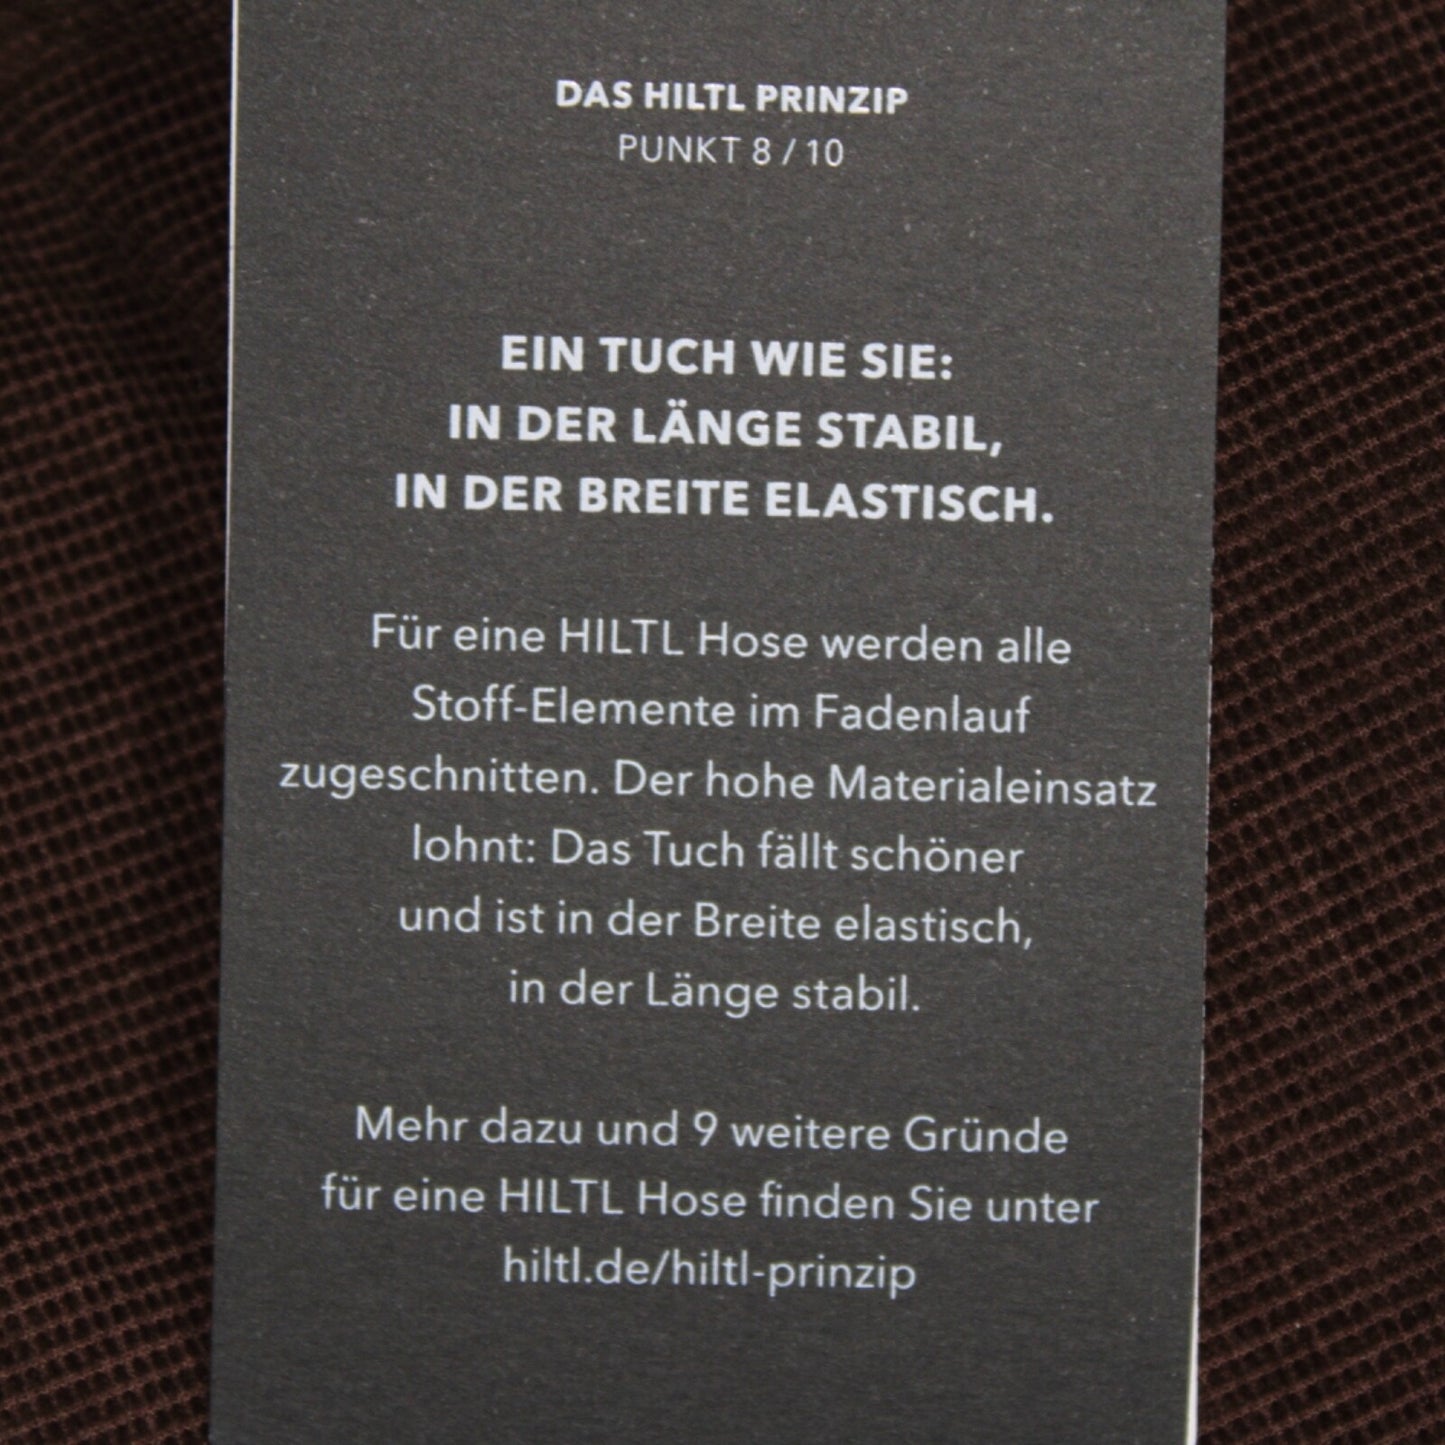 DAS HILTL PRINZIP
PUNKT 8 / 10
EIN TUCH WIE SIE:
IN DER LÄNGE STABIL,
IN DER BREITE ELASTISCH.
Für eine HILTL Hose werden alle
Stoff-Elemente im Fadenlauf
zugeschnitten. Der hohe Materialeinsatz
lohnt: Das Tuch fällt schöner
und ist in der Breite elastisch,
in der Länge stabil.
Mehr dazu und 9 weitere Gründe
für eine HILTL Hose finden Sie unter
hiltl.de/hiltl-prinzip